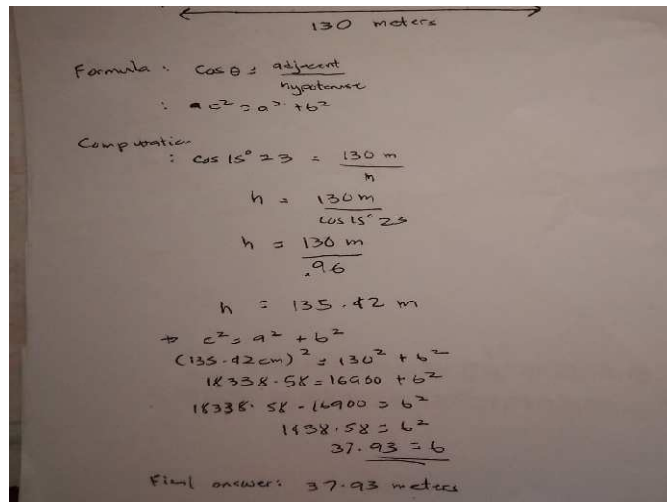 130 meters
Formula : Cos θ = adjacent / hypotenuse
: c² = a² + b²
Computation
: cos 15° 23 = 130 m / h
h = 130 m / cos 15° 23
h = 130 m / .96
h = 135.42 m
→ c² = a² + b²
(135.42 cm)² = 130² + b²
18338.58 = 16900 + b²
18338.58 - 16900 = b²
1438.58 = b²
37.93 = b
Final answer: 37.93 meters